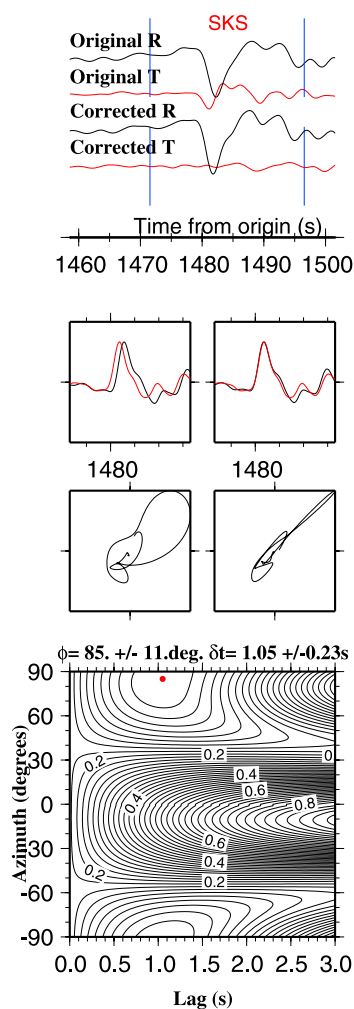 SKS
Original R
Original T
Corrected R
Corrected T
Time from origin (s)
1460 1470 1480 1490 1500
1480 1480
ϕ= 85. +/- 11.deg. δt= 1.05 +/-0.23s
90
60
30
0
-30
-60
-90
Azimuth (degrees)
0.2 0.2 0
0.4 0.4
0.6
0.8
0.6
0.4
0.2 0.2
0.0 0.5 1.0 1.5 2.0 2.5 3.0
Lag (s)